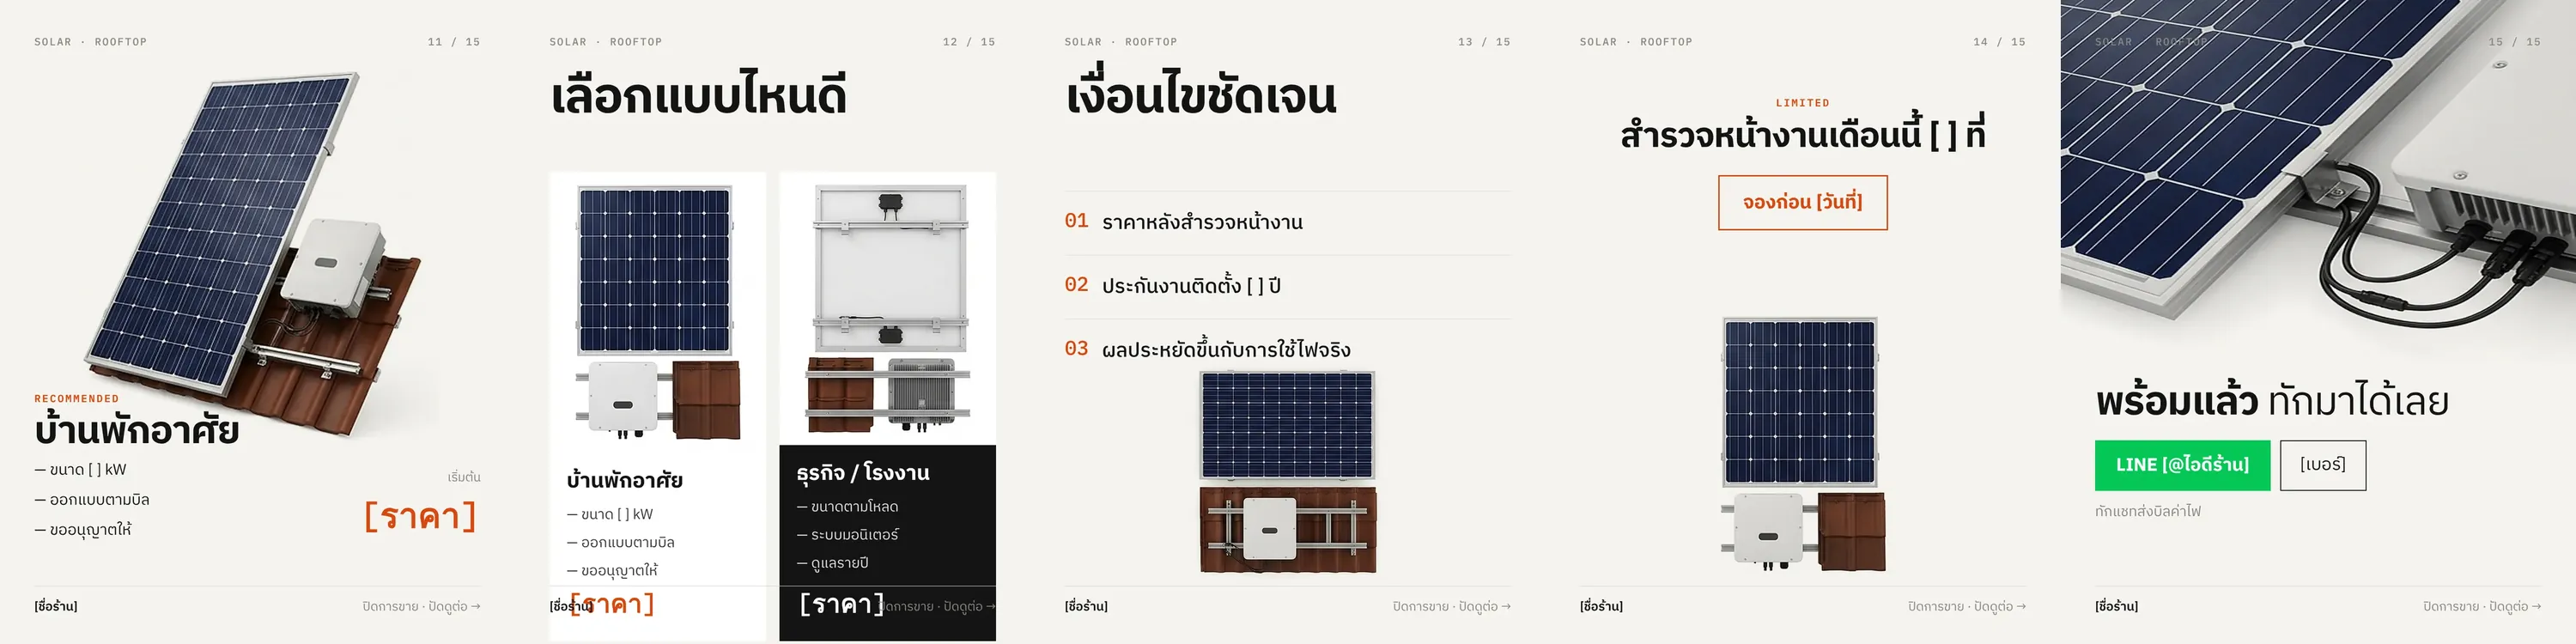 SOLAR · ROOFTOP
11 / 15
RECOMMENDED
บ้านพักอาศัย
— ขนาด [ ] kW
— ออกแบบตามบิล
— ขออนุญาตให้
เริ่มต้น
[ราคา]
[ชื่อร้าน]
ปิดการขาย · ปัดดูต่อ →
SOLAR · ROOFTOP
12 / 15
เลือกแบบไหนดี
บ้านพักอาศัย
— ขนาด [ ] kW
— ออกแบบตามบิล
— ขออนุญาตให้
[ราคา]
ธุรกิจ / โรงงาน
— ขนาดตามโหลด
— ระบบมอนิเตอร์
— ดูแลรายปี
[ราคา]
[ชื่อร้าน]
ปิดการขาย · ปัดดูต่อ →
SOLAR · ROOFTOP
13 / 15
เงื่อนไขชัดเจน
01 ราคาหลังสำรวจหน้างาน
02 ประกันงานติดตั้ง [ ] ปี
03 ผลประหยัดขึ้นกับการใช้ไฟจริง
[ชื่อร้าน]
ปิดการขาย · ปัดดูต่อ →
SOLAR · ROOFTOP
14 / 15
LIMITED
สำรวจหน้างานเดือนนี้ [ ] ที่
จองก่อน [วันที่]
[ชื่อร้าน]
ปิดการขาย · ปัดดูต่อ →
SOLAR · ROOFTOP
15 / 15
พร้อมแล้ว ทักมาได้เลย
LINE [@ไอดีร้าน]
[เบอร์]
ทักแชทส่งบิลค่าไฟ
[ชื่อร้าน]
ปิดการขาย · ปัดดูต่อ →